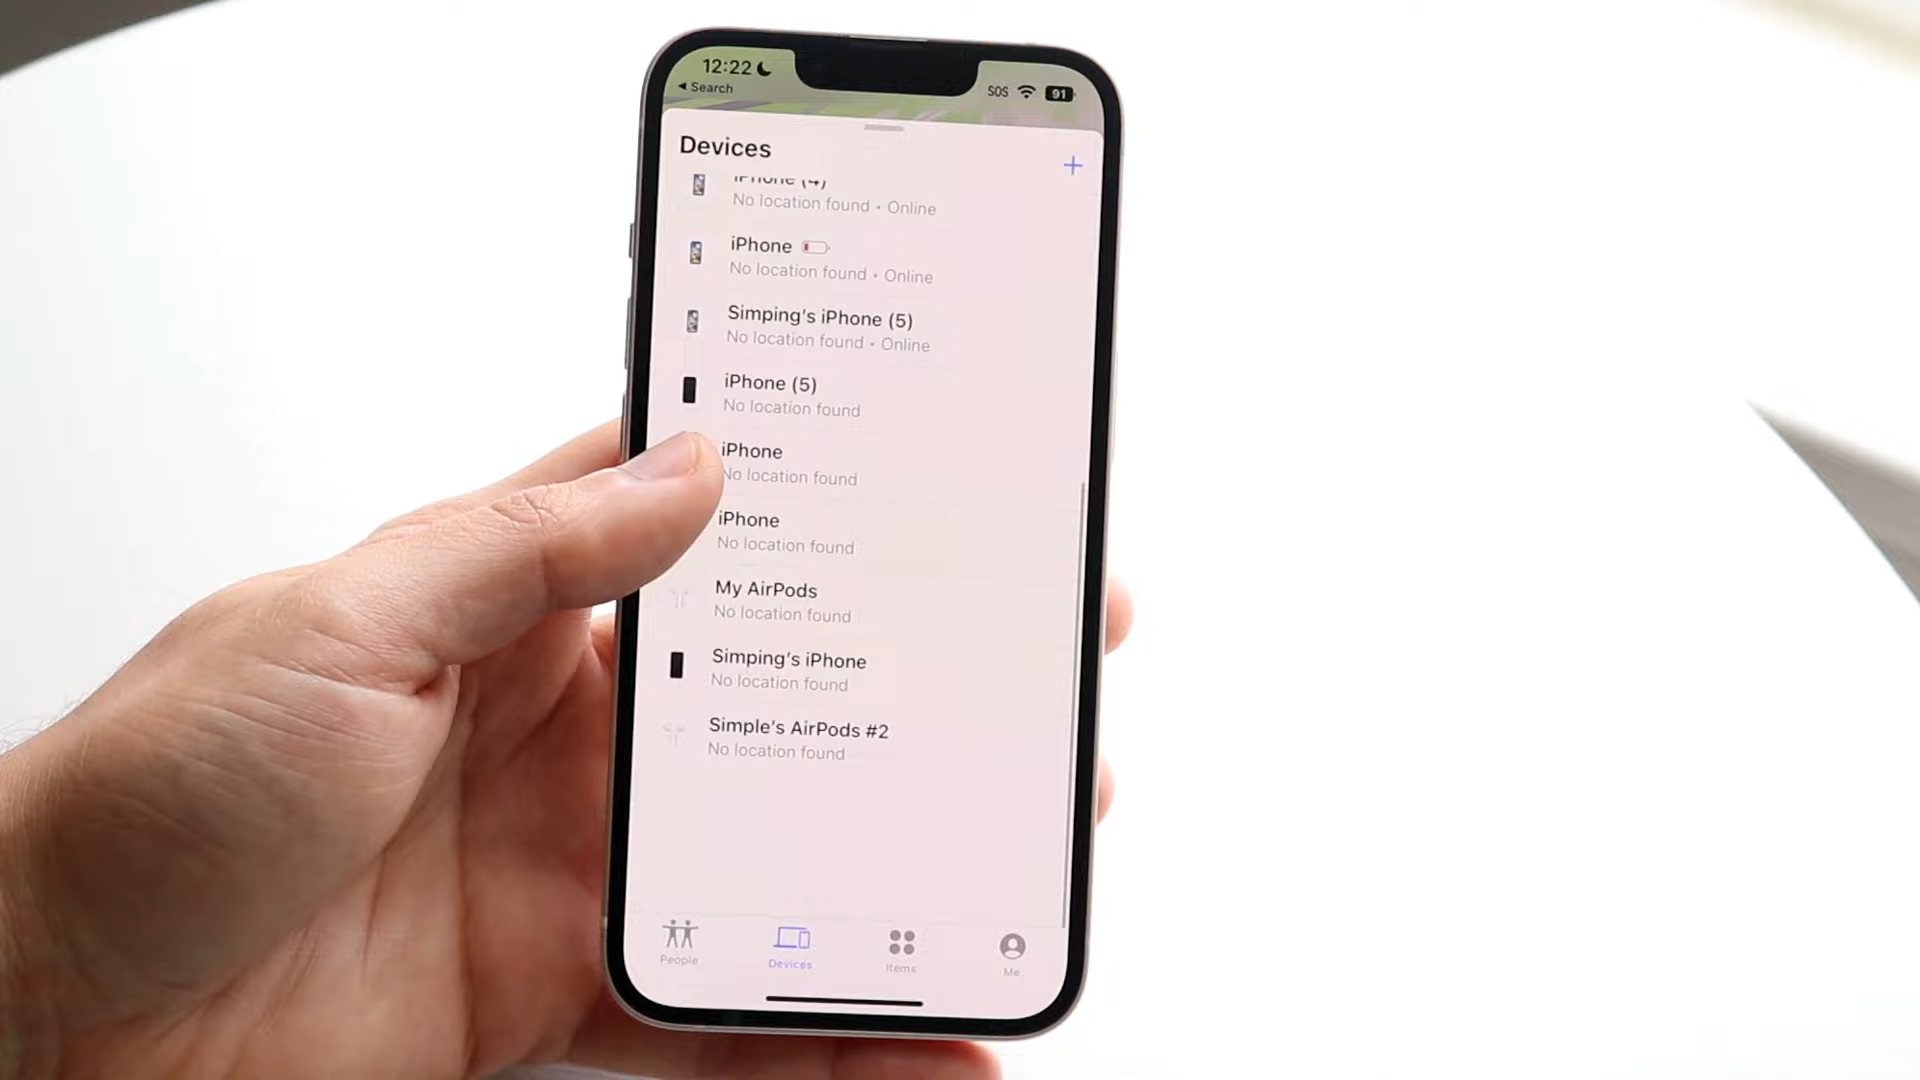 12:22
◀ Search
SOS
91
Devices
+
iPhone (4)
No location found • Online
iPhone
No location found • Online
Simping's iPhone (5)
No location found • Online
iPhone (5)
No location found
iPhone
No location found
iPhone
No location found
My AirPods
No location found
Simping's iPhone
No location found
Simple's AirPods #2
No location found
People
Devices
Items
Me